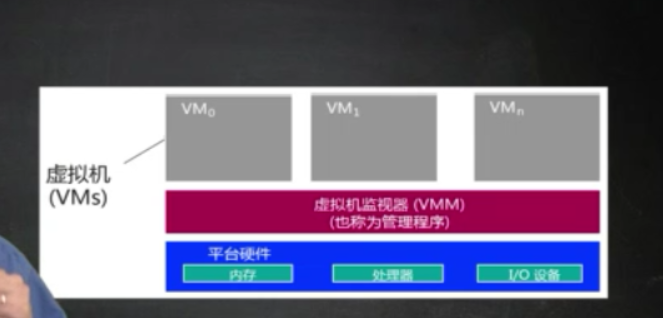 VM₀
VM₁
VMₙ
虚拟机
(VMs)
虚拟机监视器 (VMM)
(也称为管理程序)
平台硬件
内存
处理器
I/O 设备